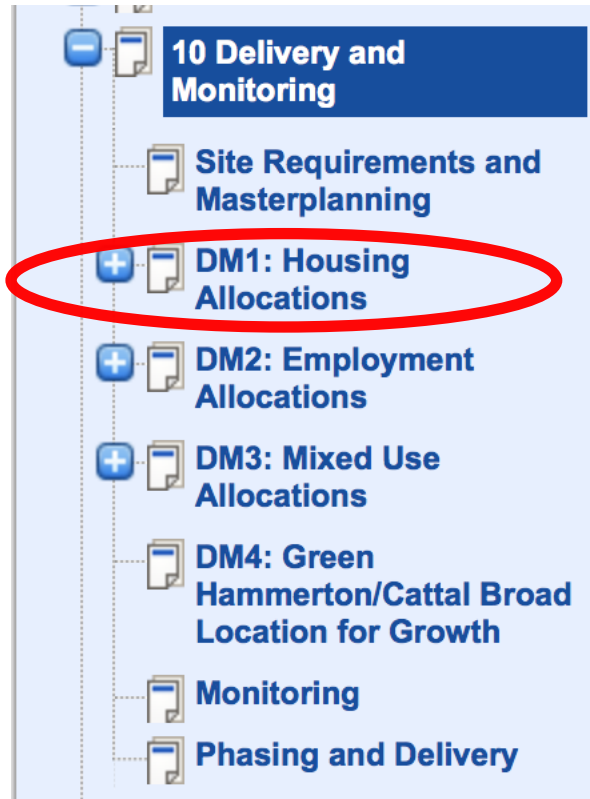 10 Delivery and
Monitoring
Site Requirements and
Masterplanning
DM1: Housing
Allocations
DM2: Employment
Allocations
DM3: Mixed Use
Allocations
DM4: Green
Hammerton/Cattal Broad
Location for Growth
Monitoring
Phasing and Delivery